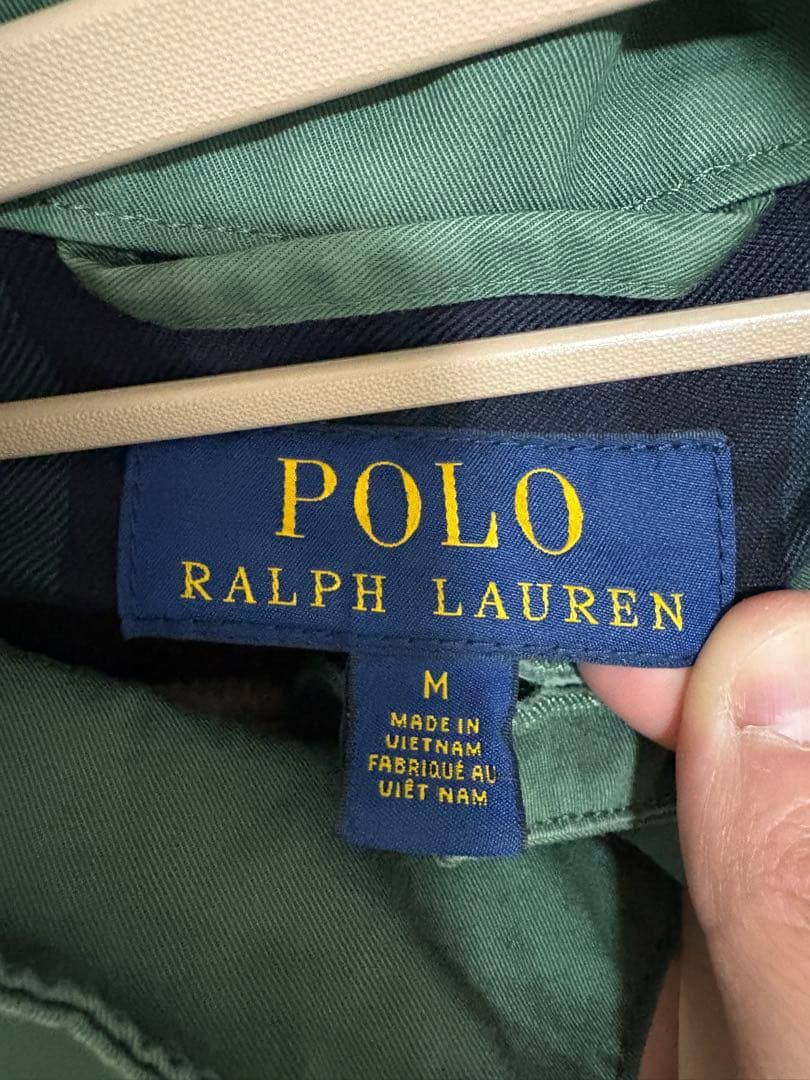 POLO
RALPH LAUREN
M
MADE IN
VIETNAM
FABRIQUÉ AU
VIÊT NAM